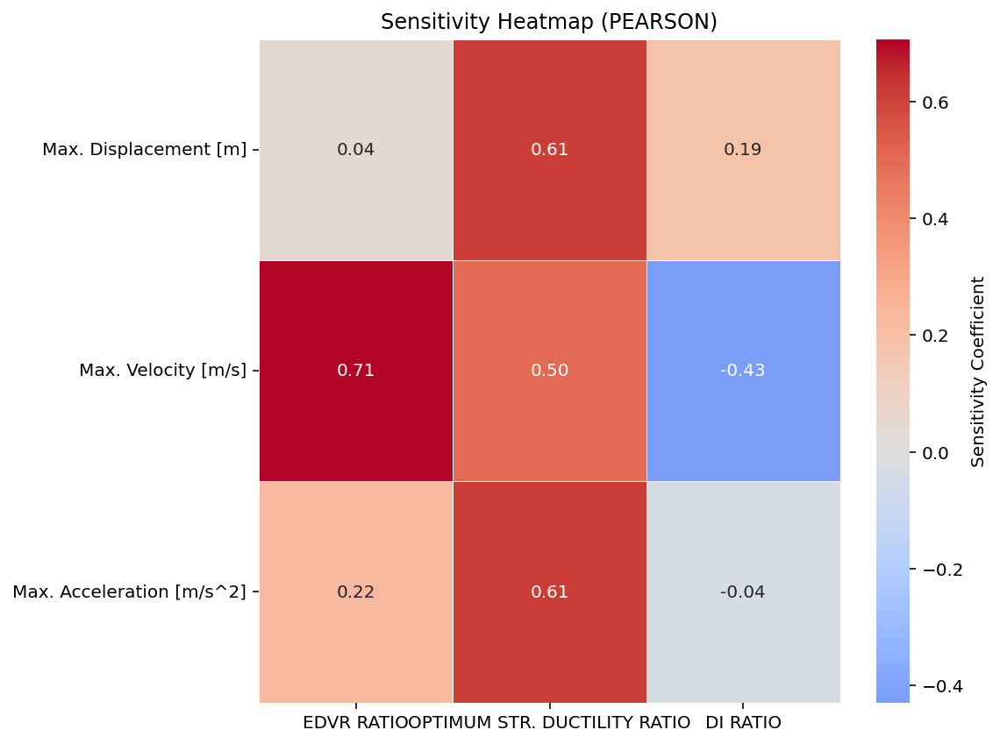 Sensitivity Heatmap (PEARSON)
Max. Displacement [m]
0.04
0.61
0.19
Max. Velocity [m/s]
0.71
0.50
-0.43
Max. Acceleration [m/s^2]
0.22
0.61
-0.04
EDVR RATIO
OPTIMUM STR. DUCTILITY RATIO
DI RATIO
0.6
0.4
0.2
0.0
−0.2
−0.4
Sensitivity Coefficient